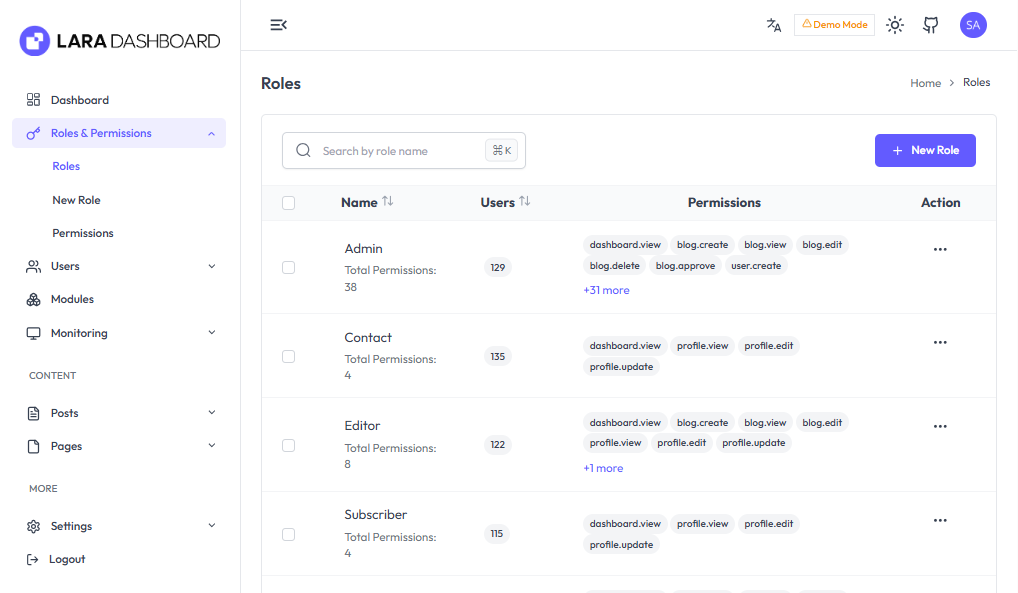 LARA DASHBOARD
Demo Mode
SA
Dashboard
Roles & Permissions
Roles
New Role
Permissions
Users
Modules
Monitoring
CONTENT
Posts
Pages
MORE
Settings
Logout
Roles
Home > Roles
Search by role name
⌘ K
+ New Role
Name Users Permissions Action
Admin
Total Permissions:
38
129
dashboard.view blog.create blog.view blog.edit
blog.delete blog.approve user.create
+31 more
Contact
Total Permissions:
4
135
dashboard.view profile.view profile.edit
profile.update
Editor
Total Permissions:
8
122
dashboard.view blog.create blog.view blog.edit
profile.view profile.edit profile.update
+1 more
Subscriber
Total Permissions:
4
115
dashboard.view profile.view profile.edit
profile.update